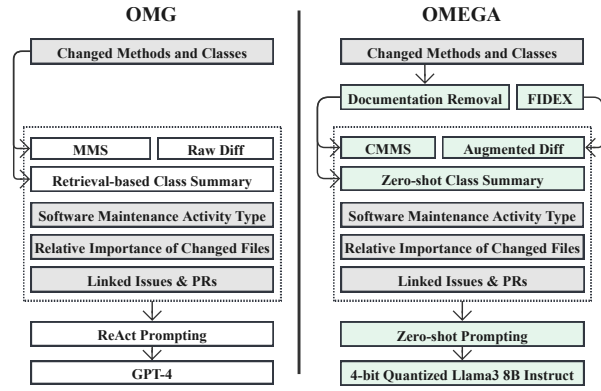 OMG
Changed Methods and Classes
MMS
Raw Diff
Retrieval-based Class Summary
Software Maintenance Activity Type
Relative Importance of Changed Files
Linked Issues & PRs
ReAct Prompting
GPT-4
OMEGA
Changed Methods and Classes
Documentation Removal
FIDEX
CMMS
Augmented Diff
Zero-shot Class Summary
Software Maintenance Activity Type
Relative Importance of Changed Files
Linked Issues & PRs
Zero-shot Prompting
4-bit Quantized Llama3 8B Instruct